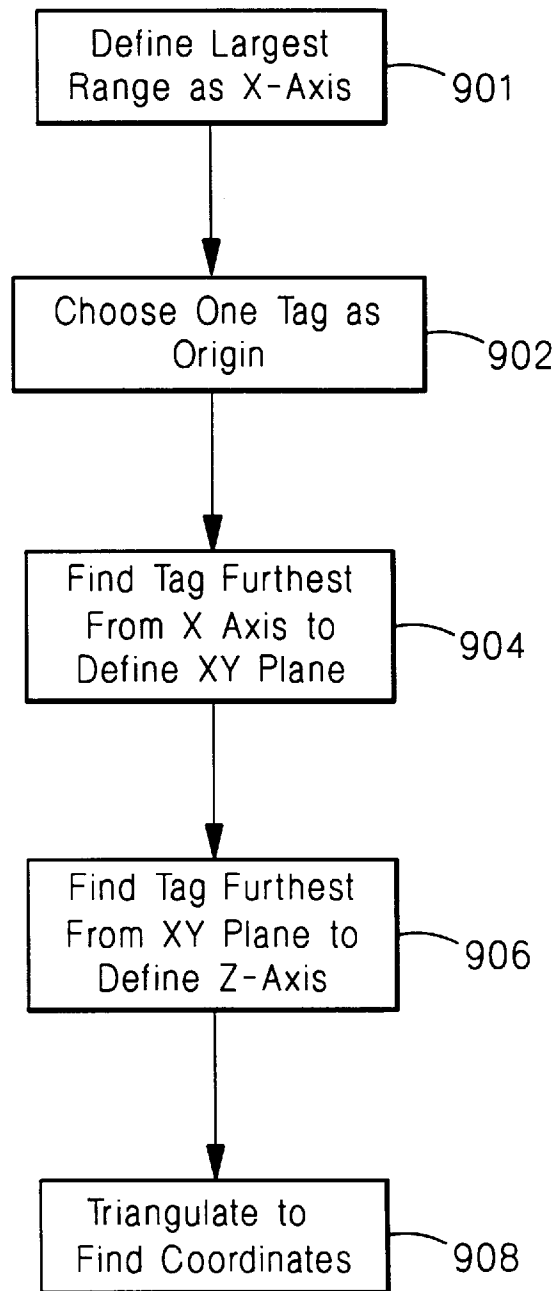 Define Largest
Range as X-Axis
901
Choose One Tag as
Origin
902
Find Tag Furthest
From X Axis to
Define XY Plane
904
Find Tag Furthest
From XY Plane to
Define Z-Axis
906
Triangulate to
Find Coordinates
908